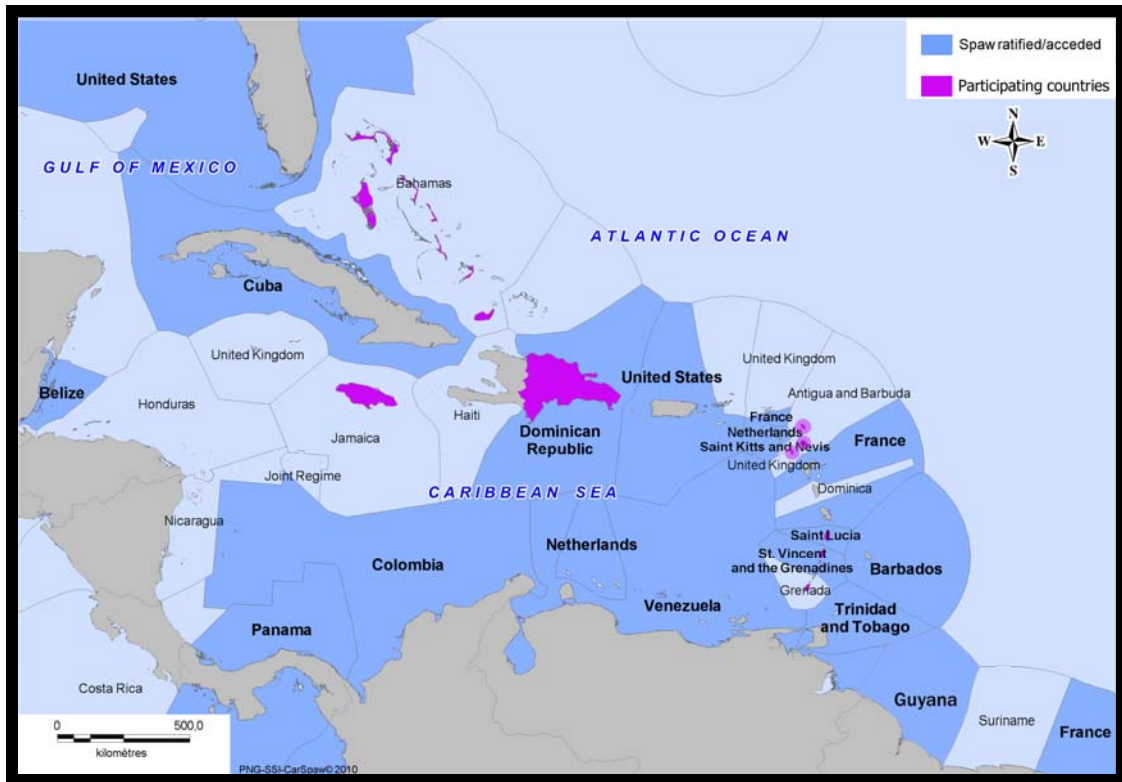 Spaw ratified/acceded
Participating countries
N
W E
S
United States
GULF OF MEXICO
Bahamas
ATLANTIC OCEAN
Cuba
United Kingdom
Belize
Honduras
Jamaica
Haiti
Dominican
Republic
United States
United Kingdom
Antigua and Barbuda
France
Netherlands
Saint Kitts and Nevis
United Kingdom
France
Dominica
Joint Regime
CARIBBEAN SEA
Nicaragua
Colombia
Netherlands
Saint Lucia
St. Vincent
and the Grenadines
Barbados
Grenada
Venezuela
Trinidad
and Tobago
Panama
Costa Rica
Guyana
Suriname
France
0 500,0
kilomètres
PNG-SSI-CarSpaw© 2010